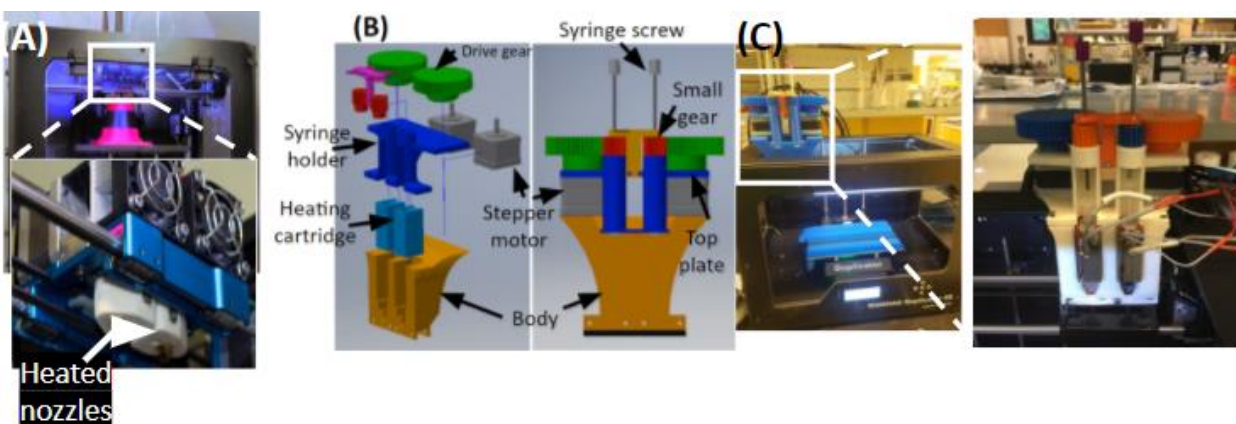 (A)
Heated
nozzles
(B)
Drive gear
Syringe
holder
Heating
cartridge
Stepper
motor
Body
Syringe screw
Small
gear
Top
plate
(C)